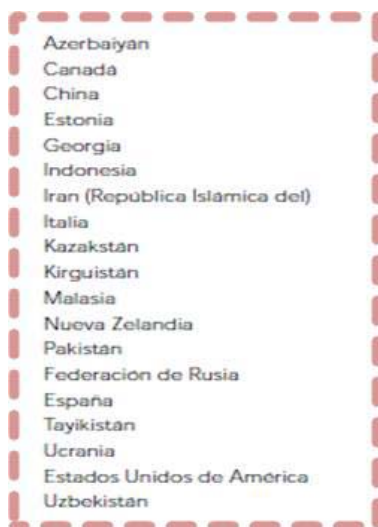 Azerbaiyán
Canadá
China
Estonia
Georgia
Indonesia
Iran (República Islámica del)
Italia
Kazakstán
Kirguistán
Malasia
Nueva Zelandia
Pakistán
Federación de Rusia
España
Tayikistán
Ucrania
Estados Unidos de América
Uzbekistán